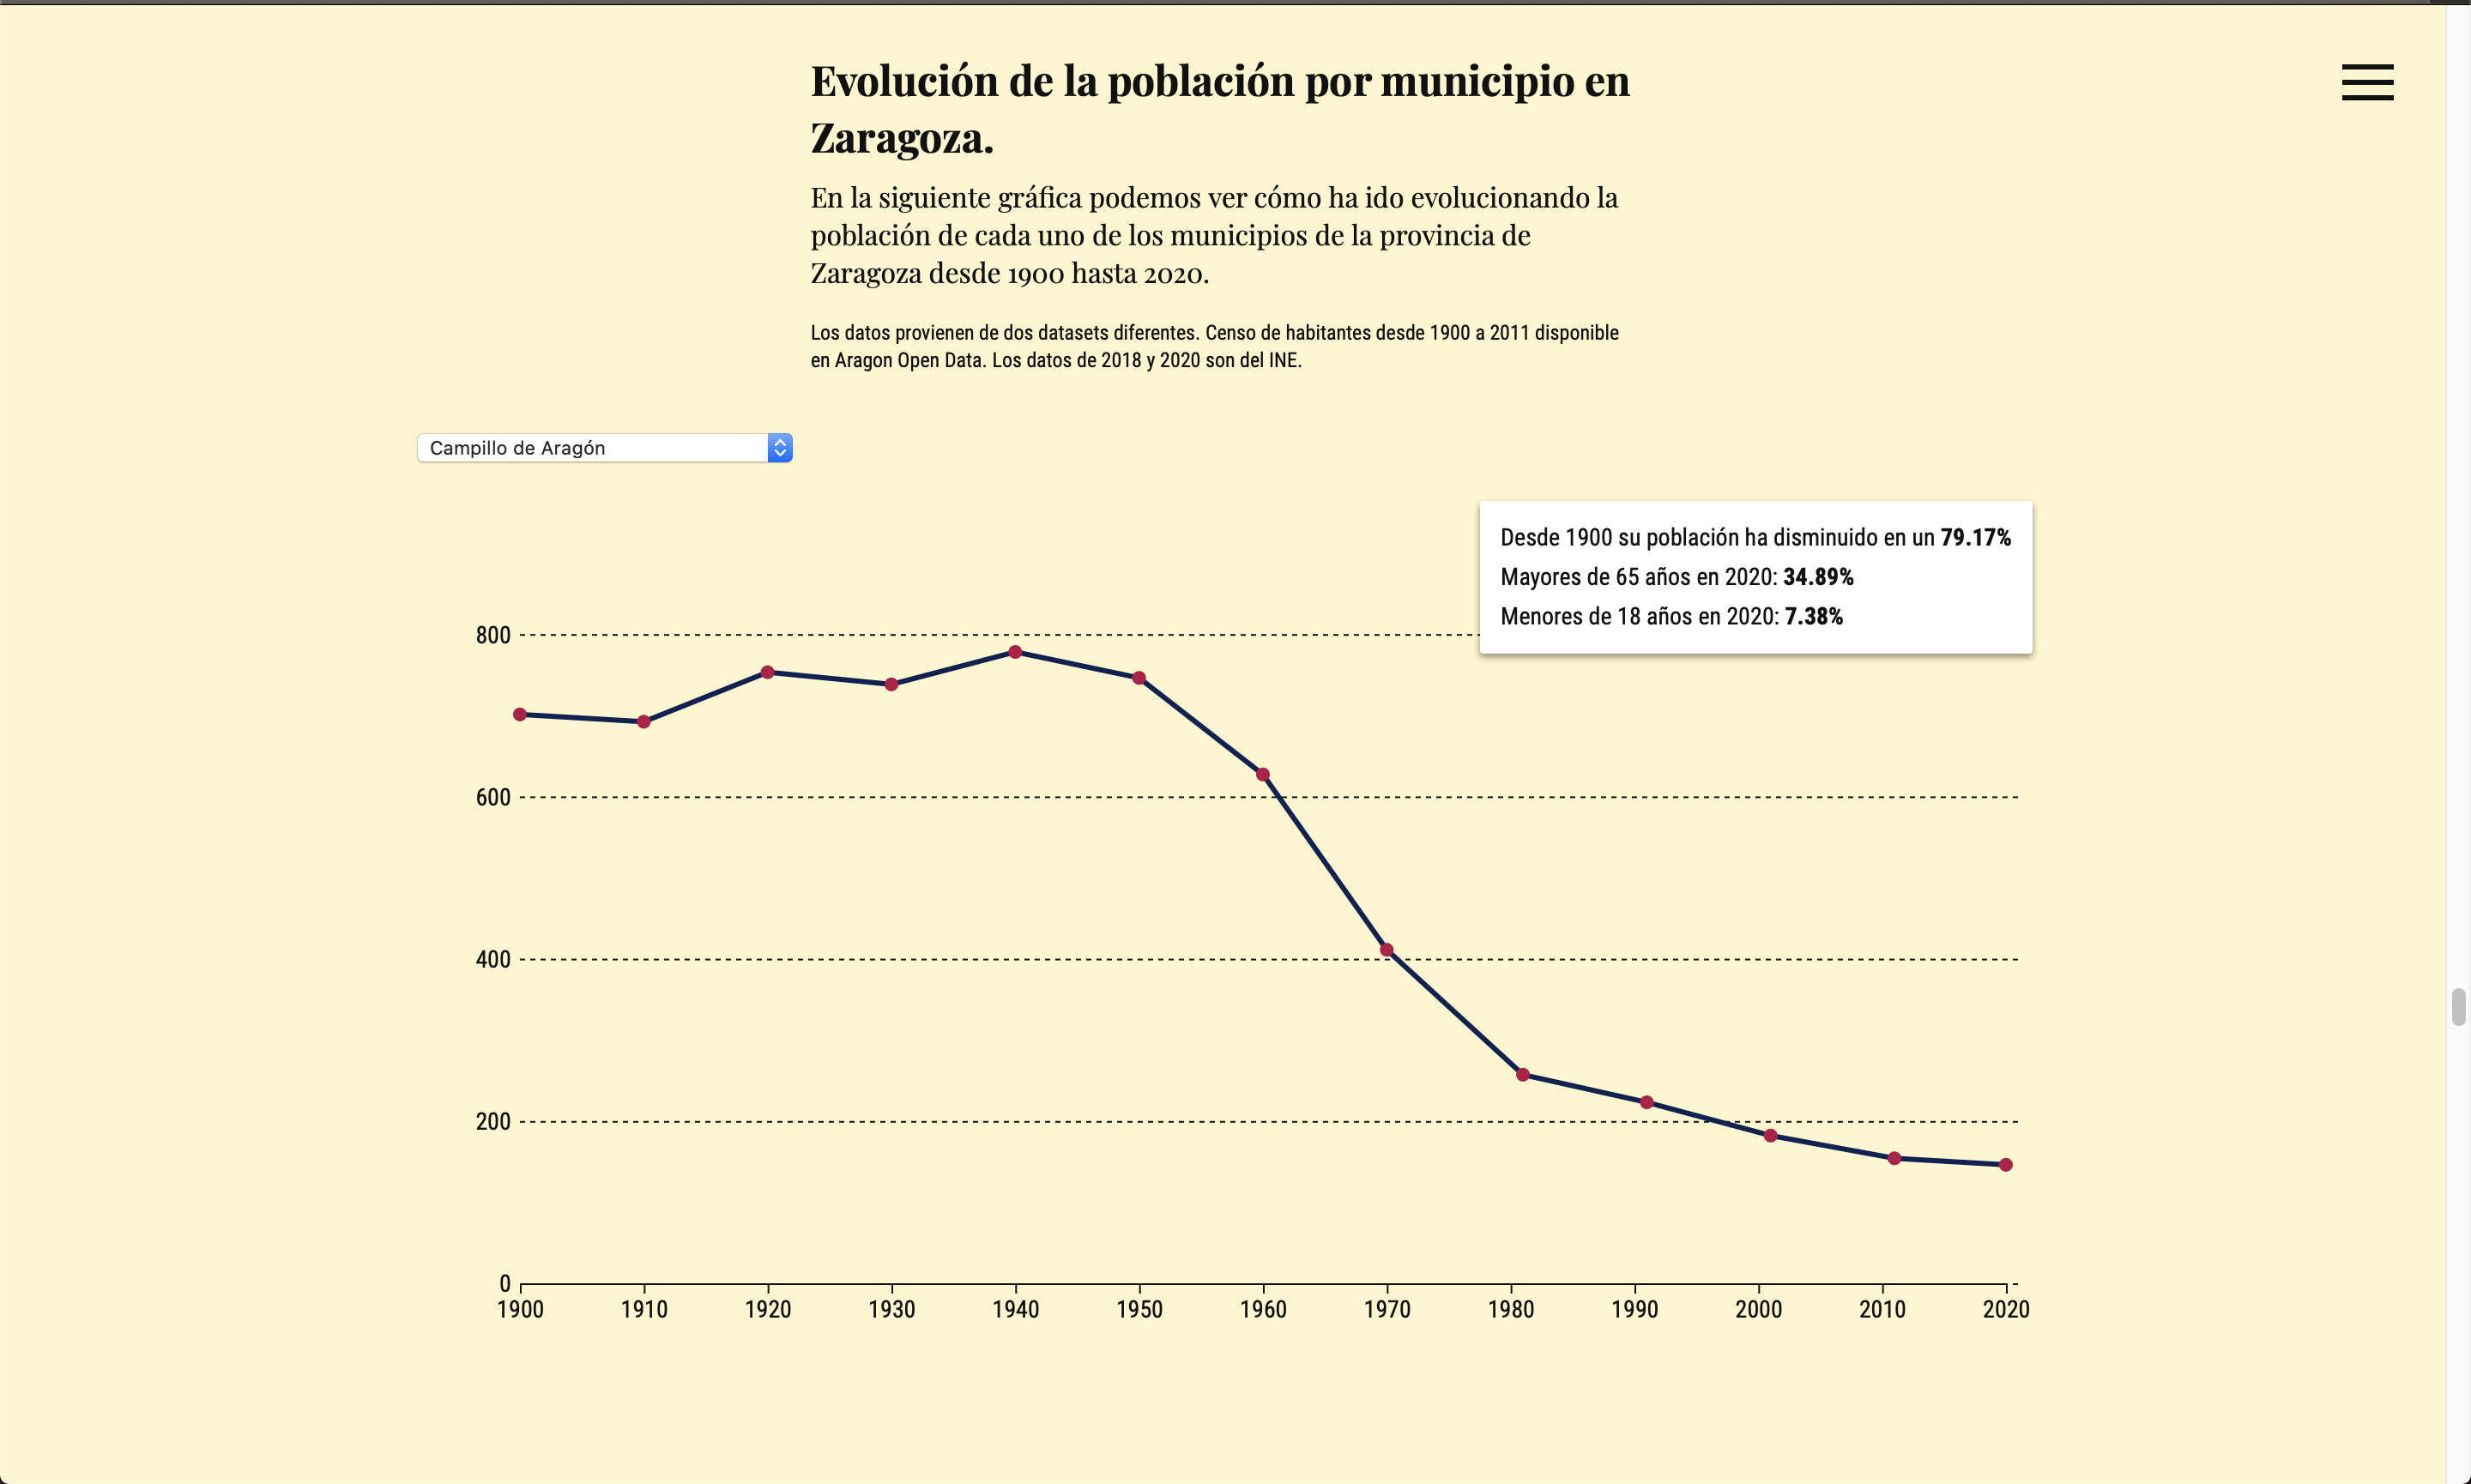 Evolución de la población por municipio en
Zaragoza.
En la siguiente gráfica podemos ver cómo ha ido evolucionando la
población de cada uno de los municipios de la provincia de
Zaragoza desde 1900 hasta 2020.
Los datos provienen de dos datasets diferentes. Censo de habitantes desde 1900 a 2011 disponible
en Aragon Open Data. Los datos de 2018 y 2020 son del INE.
Campillo de Aragón
Desde 1900 su población ha disminuido en un 79.17%
Mayores de 65 años en 2020: 34.89%
Menores de 18 años en 2020: 7.38%
800
600
400
200
0
1900 1910 1920 1930 1940 1950 1960 1970 1980 1990 2000 2010 2020